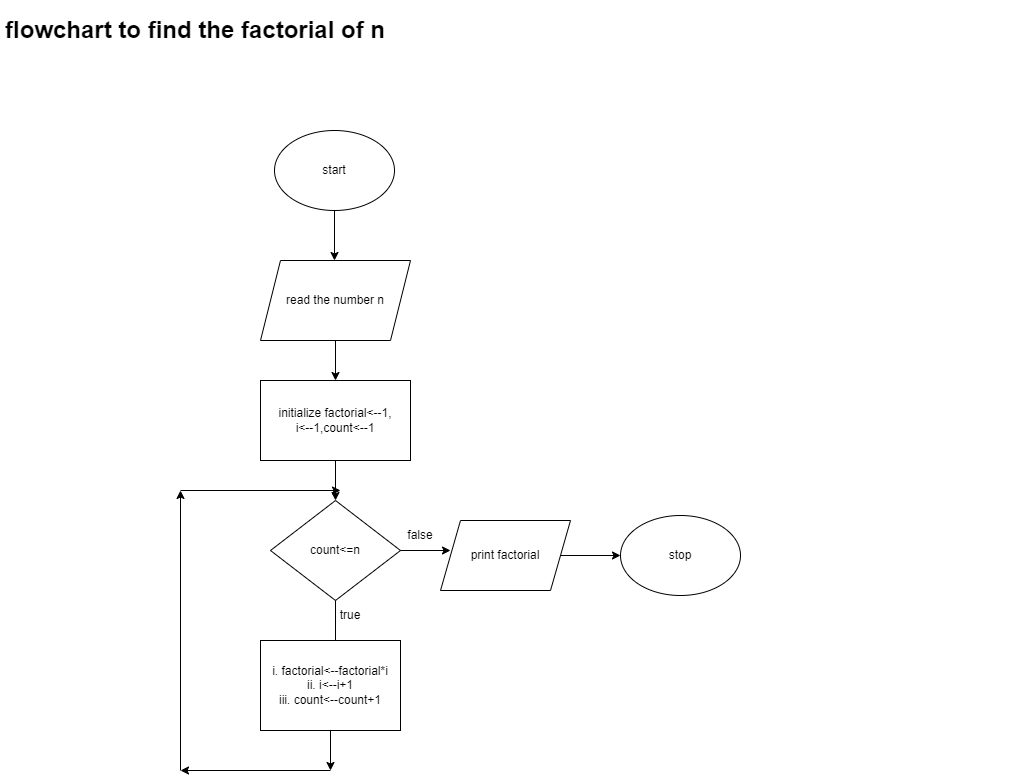 flowchart to find the factorial of n
start
read the number n
initialize factorial<--1,
i<--1,count<--1
count<=n
false
print factorial
stop
true
i. factorial<--factorial*i
ii. i<--i+1
iii. count<--count+1